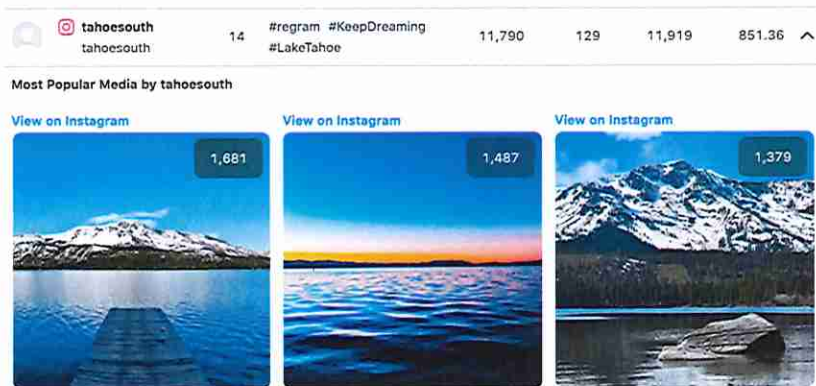 tahoesouth
tahoesouth
14
#regram #KeepDreaming
#LakeTahoe
11,790
129
11,919
851.36
Most Popular Media by tahoesouth
View on Instagram
View on Instagram
View on Instagram
1,681
1,487
1,379